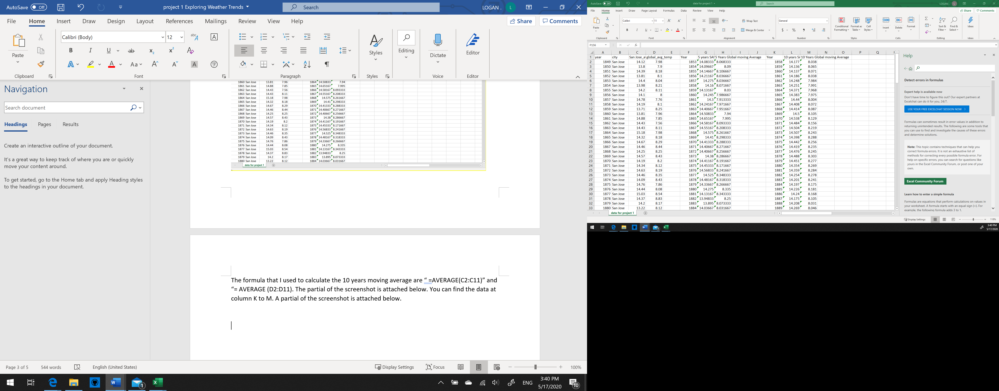 AutoSave Off project 1 Exploring Weather Trends Search LOGAN . L
File Home Insert Draw Design Layout References Mailings Review View Help Share Comments
Paste Calibri (Body) 12 Styles Editing Dictate Editor
Clipboard Font Paragraph Styles Voice Editor
Navigation
Search document
Headings Pages Results
Create an interactive outline of your document.
It's a great way to keep track of where you are or quickly
move your content around.
To get started, go to the Home tab and apply Heading styles
to the headings in your document.
1860 San Jose 13.81 7.96 1864 14.50833 7.94
1861 San Jose 14.88 7.85 1865 14.65167 7.995
1862 San Jose 14.43 7.56 1866 14.58167 8.093333
1863 San Jose 14.43 8.11 1867 14.55167 8.208333
1864 San Jose 15.18 7.98 1868 14.575 8.261667
1865 San Jose 14.32 8.18 1869 14.41 8.298333
1866 San Jose 14.67 8.29 1870 14.41333 8.288333
1867 San Jose 14.46 8.44 1871 14.40667 8.271667
1868 San Jose 14.25 8.25 1872 14.40667 8.256667
1869 San Jose 14.57 8.43 1873 14.38 8.286667
1870 San Jose 14.19 8.2 1874 14.41167 8.191667
1871 San Jose 14.34 8.12 1875 14.45333 8.171667
1872 San Jose 14.63 8.19 1876 14.56833 8.241667
1873 San Jose 14.46 8.35 1877 14.525 8.348333
1874 San Jose 14.09 8.43 1878 14.48167 8.318333
1875 San Jose 14.76 7.86 1879 14.33667 8.266667
1876 San Jose 14.44 8.08 1880 14.275 8.335
1877 San Jose 15.03 8.54 1881 14.13167 8.343333
1878 San Jose 14.37 8.83 1882 13.94833 8.25
1879 San Jose 14.2 8.17 1883 13.895 8.073333
1880 San Jose 13.22 8.12 1884 14.03667 8.031667
data for project 1
The formula that I used to calculate the 10 years moving average are “ =AVERAGE(C2:C11)” and
“= AVERAGE (D2:D11). The partial of the screenshot is attached below. You can find the data at
column K to M. A partial of the screenshot is attached below.
Page 3 of 5 544 words English (United States) Display Settings Focus 100%
1 ENG 3:40 PM
5/17/2020 10
AutoSave Off data for project 1 Search LOGAN . L
File Home Insert Draw Page Layout Formulas Data Review View Help Share Comments
Paste Calibri 11 Wrap Text Merge & Center General Conditional Formatting Format as Table Cell Styles Insert Delete Format Sort & Filter Find & Select Ideas
Clipboard Font Alignment Number Styles Cells Editing Ideas
P156
A B C D E F G H I J K L M N O P Q
1 year city San Jose_a global_avg_temp Year 5 years SAN 5 Years Global moving Average Year 10 years SA 10 Years Global moving Average
2 1849 San Jose 14.12 7.98 1853 14.08333 8.068333 1858 14.177 8.038
3 1850 San Jose 13.8 7.9 1854 14.09667 8.09 1859 14.136 8.065
4 1851 San Jose 14.39 8.18 1855 14.14667 8.106667 1860 14.137 8.071
5 1852 San Jose 13.81 8.1 1856 14.21167 8.036667 1861 14.186 8.038
6 1853 San Jose 14.4 8.04 1857 14.275 8.036667 1862 14.248 7.984
7 1854 San Jose 13.98 8.21 1858 14.16 8.071667 1863 14.251 7.991
8 1855 San Jose 14.2 8.11 1859 14.13167 8.03 1864 14.371 7.968
9 1856 San Jose 14.1 8 1860 14.245 7.986667 1865 14.383 7.975
10 1857 San Jose 14.78 7.76 1861 14.3 7.913333 1866 14.44 8.004
11 1858 San Jose 14.19 8.1 1862 14.24167 7.971667 1867 14.408 8.072
12 1859 San Jose 13.71 8.25 1863 14.40667 7.951667 1868 14.414 8.087
13 1860 San Jose 13.81 7.96 1864 14.50833 7.94 1869 14.5 8.105
14 1861 San Jose 14.88 7.85 1865 14.65167 7.995 1870 14.538 8.129
15 1862 San Jose 14.43 7.56 1866 14.58167 8.093333 1871 14.484 8.156
16 1863 San Jose 14.43 8.11 1867 14.55167 8.208333 1872 14.504 8.219
17 1864 San Jose 15.18 7.98 1868 14.575 8.261667 1873 14.507 8.243
18 1865 San Jose 14.32 8.18 1869 14.41 8.298333 1874 14.398 8.288
19 1866 San Jose 14.67 8.29 1870 14.41333 8.288333 1875 14.442 8.256
20 1867 San Jose 14.46 8.44 1871 14.40667 8.271667 1876 14.419 8.235
21 1868 San Jose 14.25 8.25 1872 14.40667 8.256667 1877 14.476 8.245
22 1869 San Jose 14.57 8.43 1873 14.38 8.286667 1878 14.488 8.303
23 1870 San Jose 14.19 8.2 1874 14.41167 8.191667 1879 14.451 8.277
24 1871 San Jose 14.34 8.12 1875 14.45333 8.171667 1880 14.354 8.269
25 1872 San Jose 14.63 8.19 1876 14.56833 8.241667 1881 14.359 8.284
26 1873 San Jose 14.46 8.35 1877 14.525 8.348333 1882 14.254 8.278
27 1874 San Jose 14.09 8.43 1878 14.48167 8.318333 1883 14.201 8.241
28 1875 San Jose 14.76 7.86 1879 14.33667 8.266667 1884 14.197 8.175
29 1876 San Jose 14.44 8.08 1880 14.275 8.335 1885 14.226 8.181
30 1877 San Jose 15.03 8.54 1881 14.13167 8.343333 1886 14.24 8.168
31 1878 San Jose 14.37 8.83 1882 13.94833 8.25 1887 14.175 8.105
32 1879 San Jose 14.2 8.17 1883 13.895 8.073333 1888 14.208 8.031
33 1880 San Jose 13.22 8.12 1884 14.03667 8.031667 1889 14.269 8.046
data for project 1
Help
Detect errors in formulas
Expert help is available now
Don't have time to figure this out? Our expert partners at
Excelchat can do it for you, 24/7.
USE YOUR FREE EXCELCHAT SESSION NOW >
Formulas can sometimes result in error values in addition to
returning unintended results. The following are some tools that
you can use to find and investigate the causes of these errors
and determine solutions.
Note: This topic contains techniques that can help you
correct formula errors. It is not an exhaustive list of
methods for correcting every possible formula error. For
help on specific errors, you can search for questions like
yours in the Excel Community Forum, or post one of your
own.
Excel Community Forum
Learn how to enter a simple formula
Formulas are equations that perform calculations on values in
your worksheet. A formula starts with an equal sign (=). For
example, the following formula adds 3 to 1.
Display Settings 118%
3:40 PM
5/17/2020